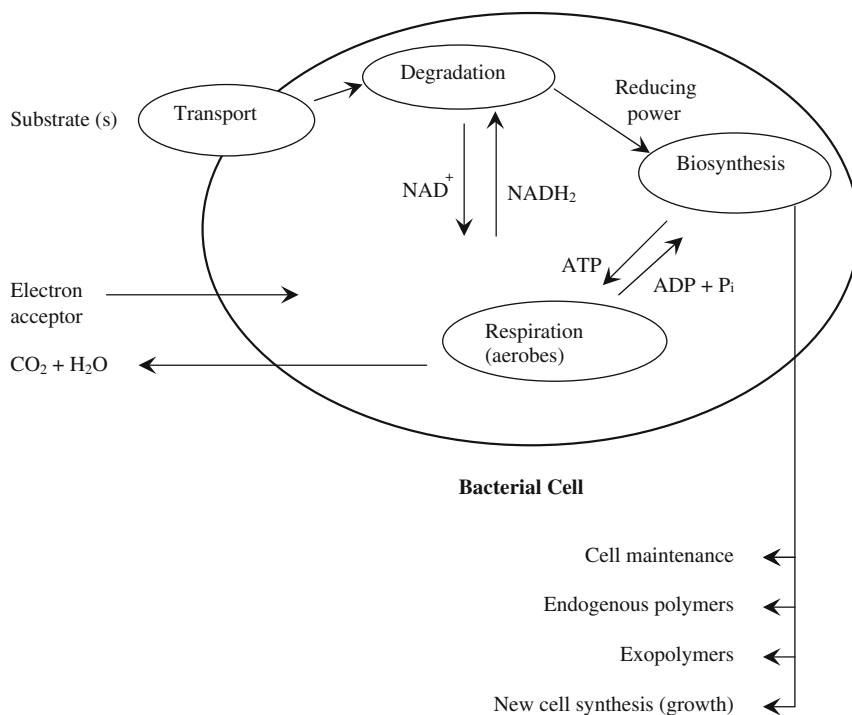 Degradation
Substrate (s)
Transport
Reducing
power
Biosynthesis
NAD+
NADH2
ATP
ADP + Pi
Electron
acceptor
Respiration
(aerobes)
CO2 + H2O
Bacterial Cell
Cell maintenance
Endogenous polymers
Exopolymers
New cell synthesis (growth)